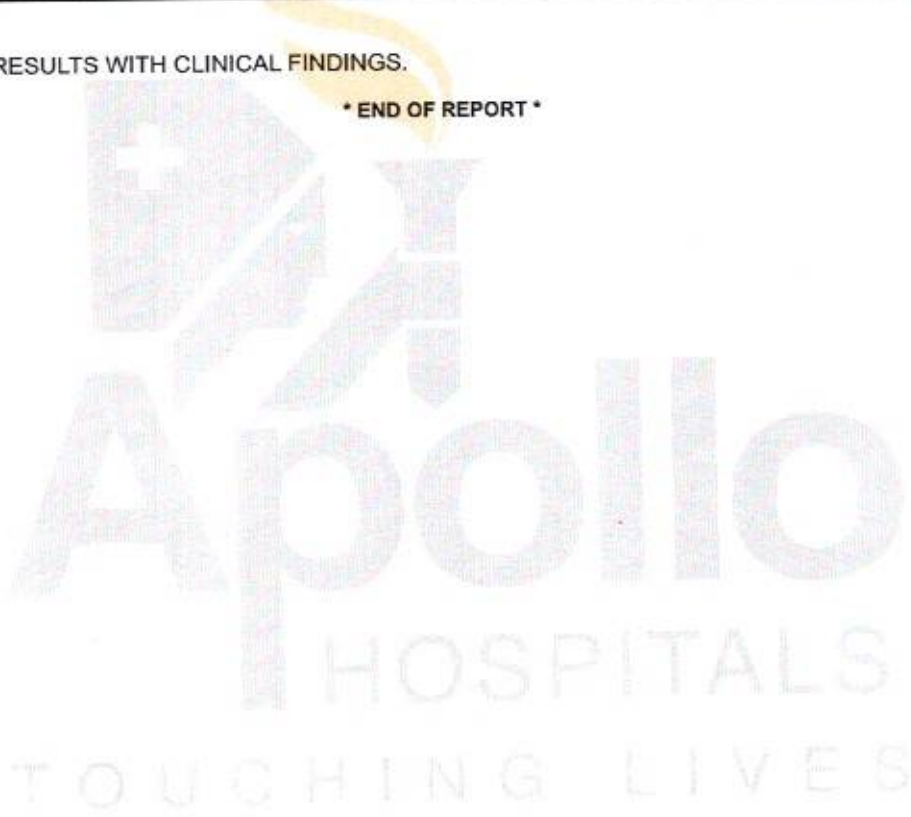 RESULTS WITH CLINICAL FINDINGS.
* END OF REPORT *
Apollo
HOSPITALS
TOUCHING LIVES